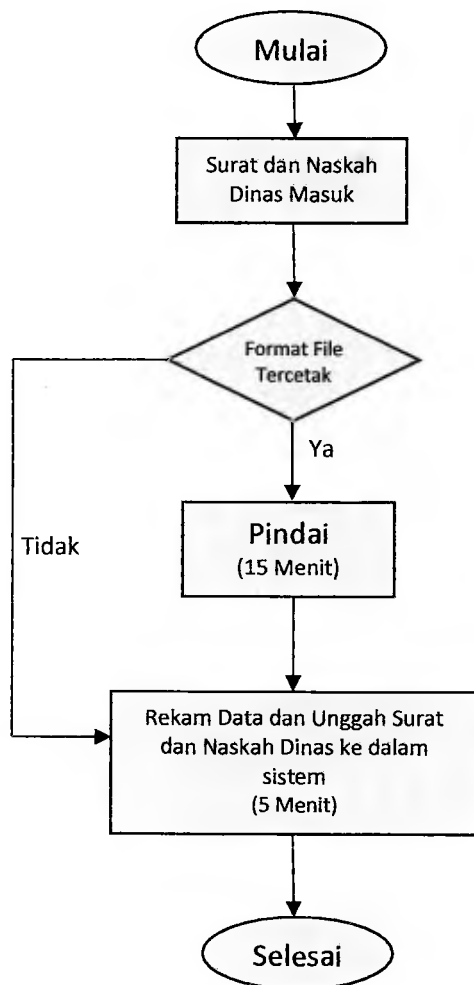 Mulai
Surat dan Naskah
Dinas Masuk
Format File
Tercetak
Ya
Pindai
(15 Menit)
Tidak
Rekam Data dan Unggah Surat
dan Naskah Dinas ke dalam
sistem
(5 Menit)
Selesai